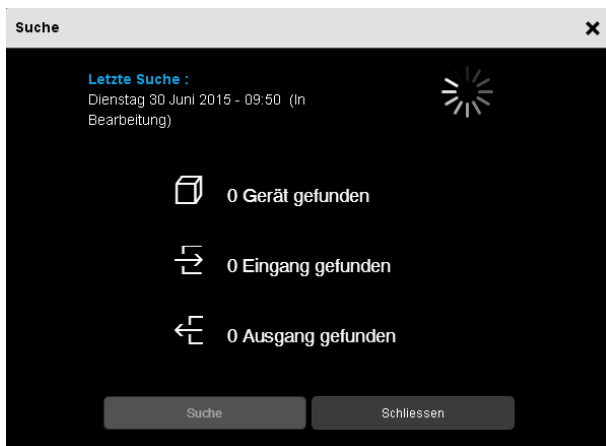 Suche
Letzte Suche :
Dienstag 30 Juni 2015 - 09:50 (In
Bearbeitung)
0 Gerät gefunden
0 Eingang gefunden
0 Ausgang gefunden
Suche
Schliessen